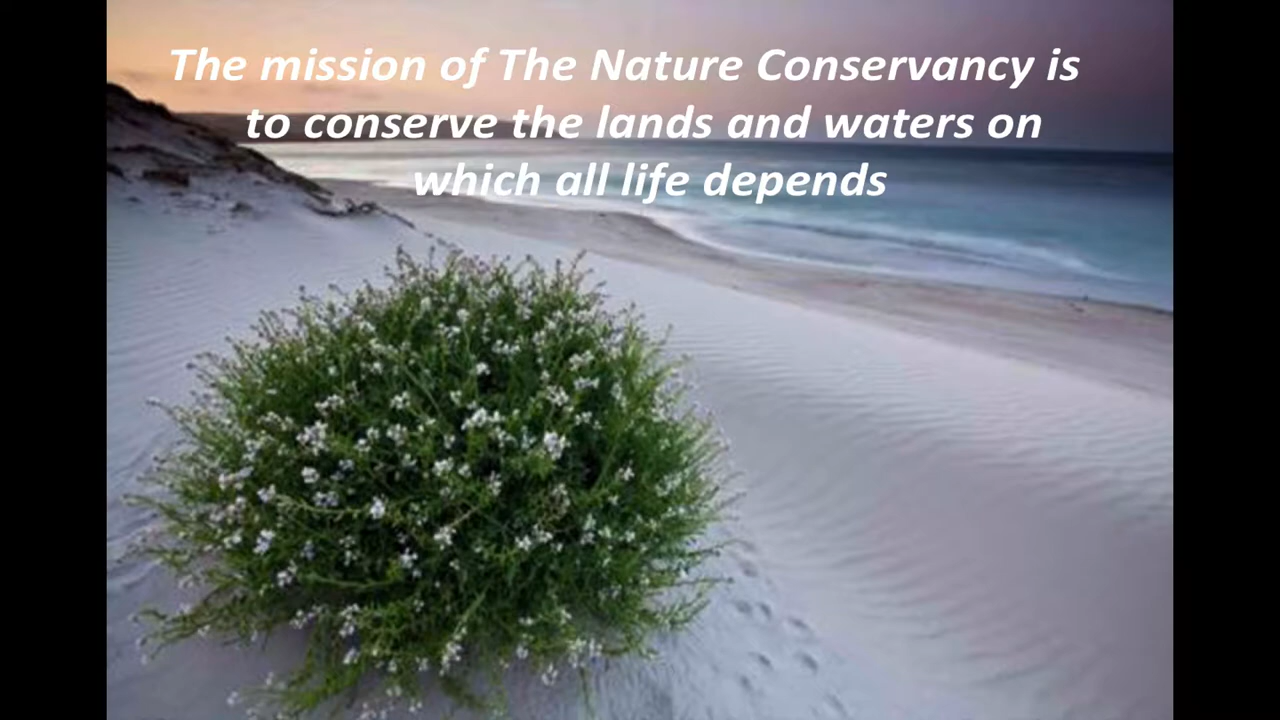 The mission of The Nature Conservancy is
to conserve the lands and waters on
which all life depends